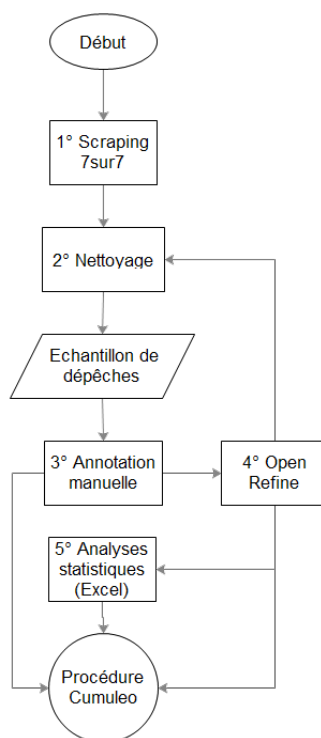 Début
1° Scraping
7sur7
2° Nettoyage
Echantillon de
dépêches
3° Annotation
manuelle
4° Open
Refine
5° Analyses
statistiques
(Excel)
Procédure
Cumuleo